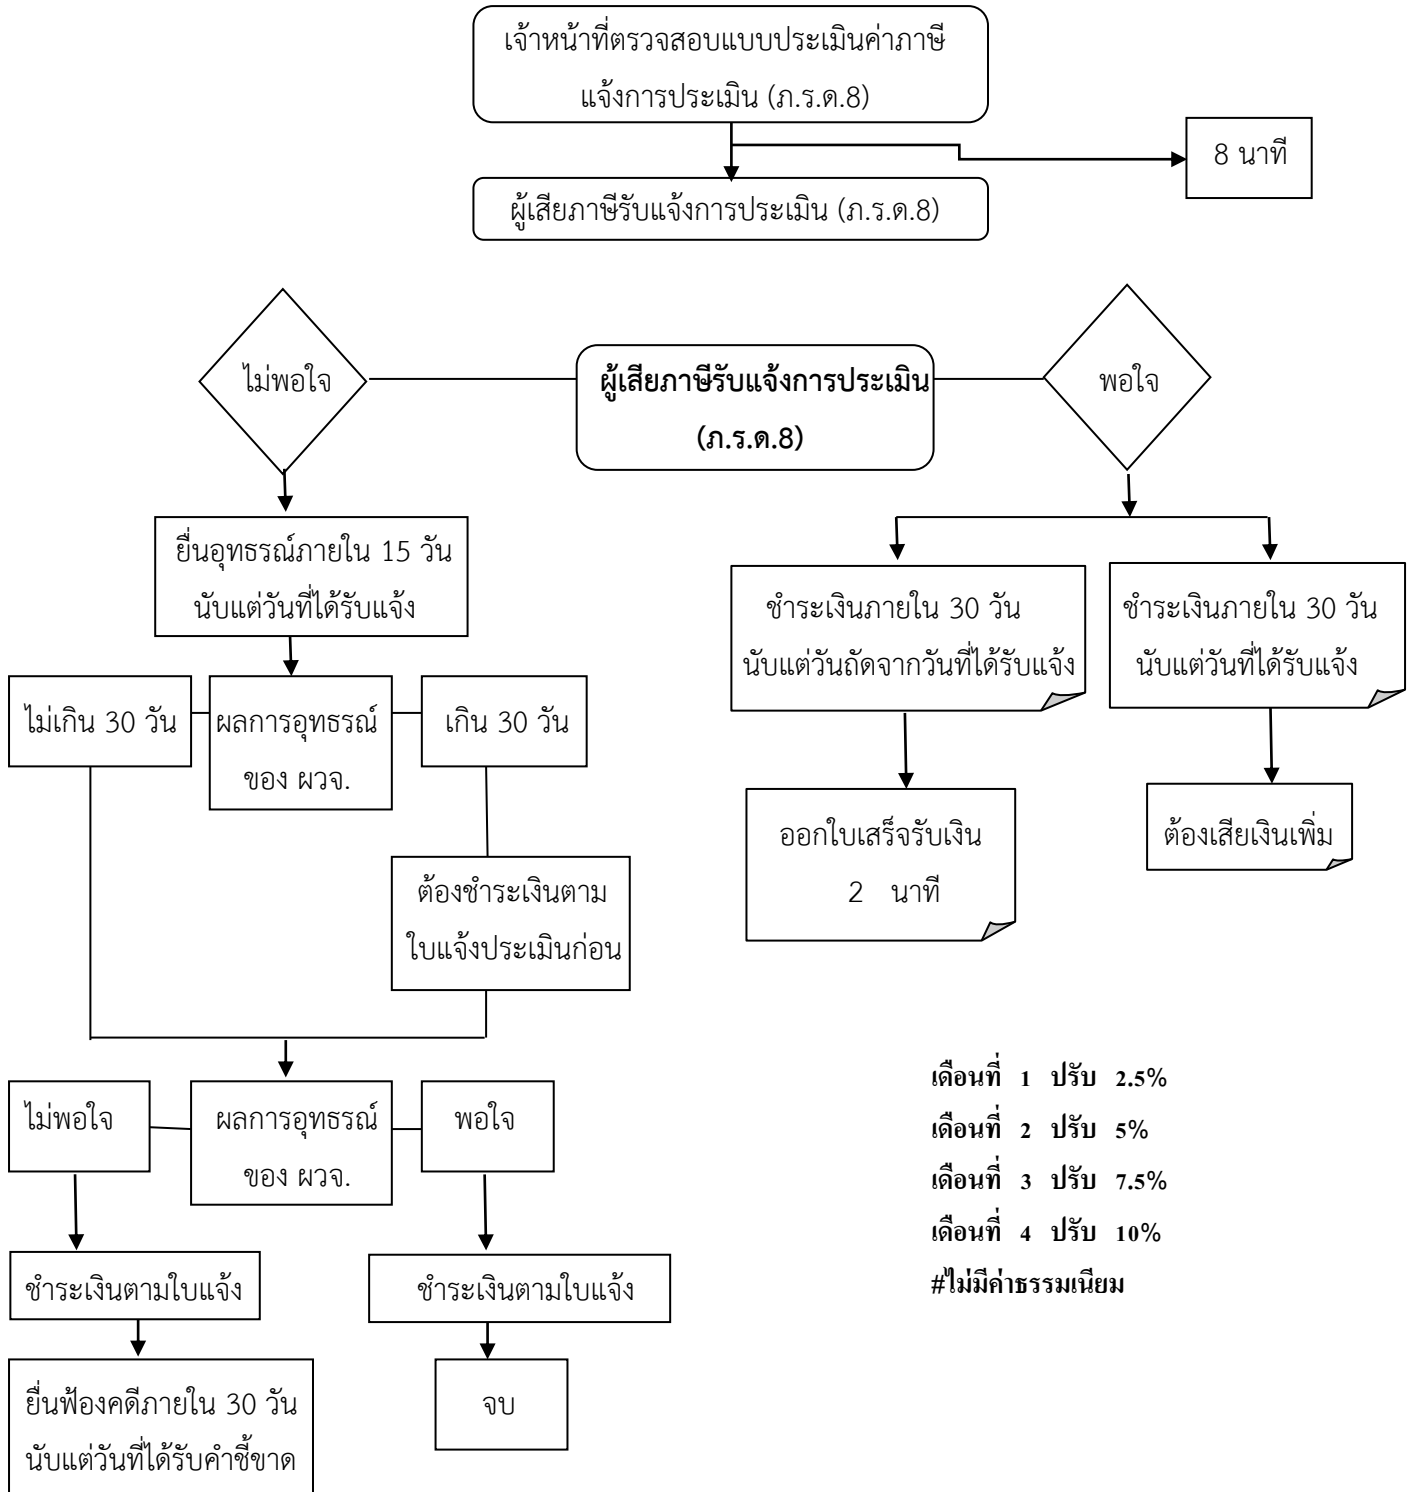 เจ้าหน้าที่ตรวจสอบแบบประเมินค่าภาษี
แจ้งการประเมิน (ภ.ร.ด.8)
8 นาที
ผู้เสียภาษีรับแจ้งการประเมิน (ภ.ร.ด.8)
ไม่พอใจ
ผู้เสียภาษีรับแจ้งการประเมิน
(ภ.ร.ด.8)
พอใจ
ยื่นอุทธรณ์ภายใน 15 วัน
นับแต่วันที่ได้รับแจ้ง
ชำระเงินภายใน 30 วัน
นับแต่วันถัดจากวันที่ได้รับแจ้ง
ชำระเงินภายใน 30 วัน
นับแต่วันที่ได้รับแจ้ง
ไม่เกิน 30 วัน
ผลการอุทธรณ์
ของ ผวจ.
เกิน 30 วัน
ออกใบเสร็จรับเงิน
2 นาที
ต้องเสียเงินเพิ่ม
ต้องชำระเงินตาม
ใบแจ้งประเมินก่อน
ไม่พอใจ
ผลการอุทธรณ์
ของ ผวจ.
พอใจ
ชำระเงินตามใบแจ้ง
ชำระเงินตามใบแจ้ง
ยื่นฟ้องคดีภายใน 30 วัน
นับแต่วันที่ได้รับคำชี้ขาด
จบ
เดือนที่ 1 ปรับ 2.5%
เดือนที่ 2 ปรับ 5%
เดือนที่ 3 ปรับ 7.5%
เดือนที่ 4 ปรับ 10%
#ไม่มีค่าธรรมเนียม